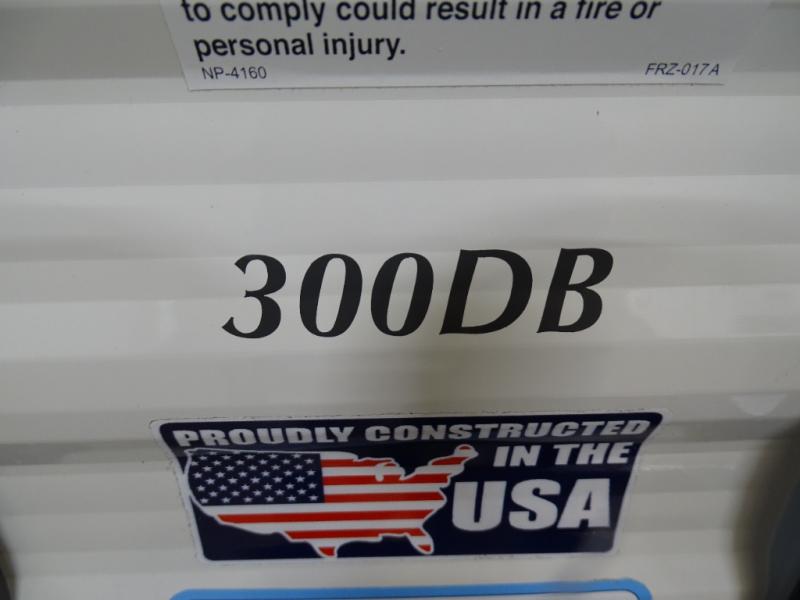 to comply could result in a fire or
personal injury.
NP-4160 FRZ-017A
300DB
PROUDLY CONSTRUCTED
IN THE
USA